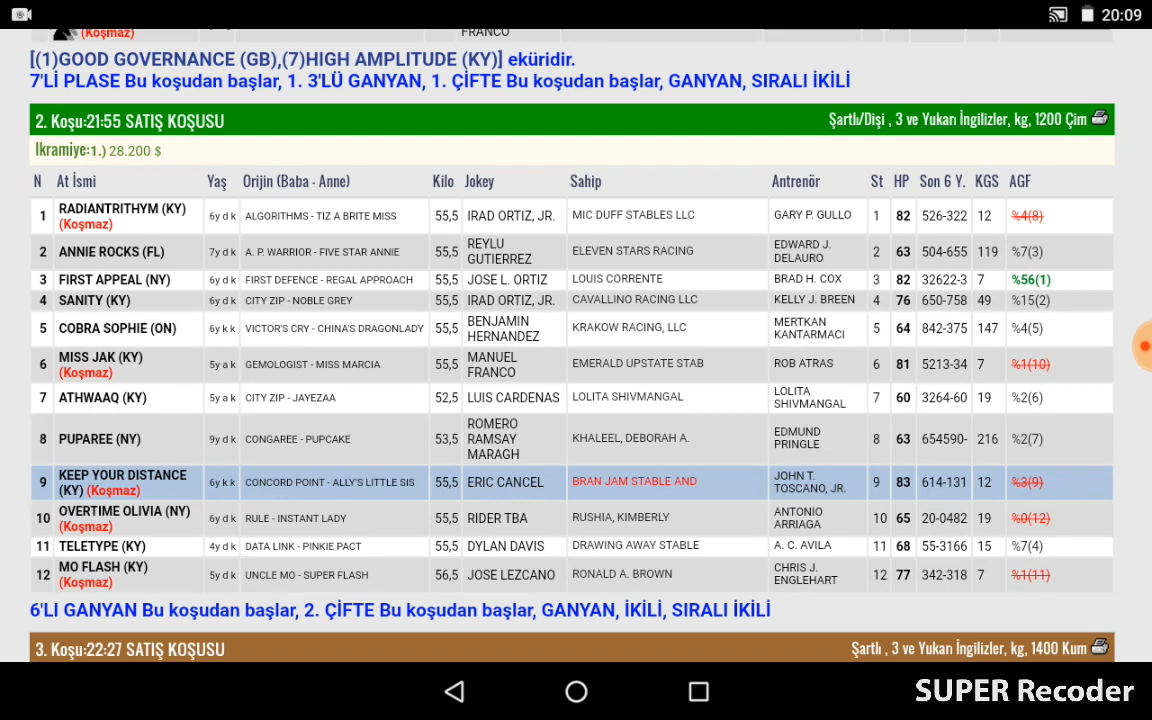 20:09
(Koşmaz) FRANCO
[(1)GOOD GOVERNANCE (GB),(7)HIGH AMPLITUDE (KY)] eküridir.
7'Lİ PLASE Bu koşudan başlar, 1. 3'LÜ GANYAN, 1. ÇİFTE Bu koşudan başlar, GANYAN, SIRALI İKİLİ
2. Koşu:21:55 SATIŞ KOŞUSU Şartlı/Dişi , 3 ve Yukarı İngilizler, kg, 1200 Çim
İkramiye:1.) 28.200 $
N At İsmi Yaş Orijin (Baba - Anne) Kilo Jokey Sahip Antrenör St HP Son 6 Y. KGS AGF
1 RADIANTRITHYM (KY) (Koşmaz) 6y d k ALGORITHMS - TIZ A BRITE MISS 55,5 IRAD ORTIZ, JR. MIC DUFF STABLES LLC GARY P. GULLO 1 82 526-322 12 %4(8)
2 ANNIE ROCKS (FL) 7y d k A. P. WARRIOR - FIVE STAR ANNIE 55,5 REYLU GUTIERREZ ELEVEN STARS RACING EDWARD J. DELAURO 2 63 504-655 119 %7(3)
3 FIRST APPEAL (NY) 6y d k FIRST DEFENCE - REGAL APPROACH 55,5 JOSE L. ORTIZ LOUIS CORRENTE BRAD H. COX 3 82 32622-3 7 %56(1)
4 SANITY (KY) 6y d k CITY ZIP - NOBLE GREY 55,5 IRAD ORTIZ, JR. CAVALLINO RACING LLC KELLY J. BREEN 4 76 650-758 49 %15(2)
5 COBRA SOPHIE (ON) 6y k k VICTOR'S CRY - CHINA'S DRAGONLADY 55,5 BENJAMIN HERNANDEZ KRAKOW RACING, LLC MERTKAN KANTARMACI 5 64 842-375 147 %4(5)
6 MISS JAK (KY) (Koşmaz) 5y a k GEMOLOGIST - MISS MARCIA 55,5 MANUEL FRANCO EMERALD UPSTATE STAB ROB ATRAS 6 81 5213-34 7 %1(10)
7 ATHWAAQ (KY) 5y a k CITY ZIP - JAYEZAA 52,5 LUIS CARDENAS LOLITA SHIVMANGAL LOLITA SHIVMANGAL 7 60 3264-60 19 %2(6)
8 PUPAREE (NY) 9y d k CONGAREE - PUPCAKE 53,5 ROMERO RAMSAY MARAGH KHALEEL, DEBORAH A. EDMUND PRINGLE 8 63 654590- 216 %2(7)
9 KEEP YOUR DISTANCE (KY) (Koşmaz) 6y k k CONCORD POINT - ALLY'S LITTLE SIS 55,5 ERIC CANCEL BRAN JAM STABLE AND JOHN T. TOSCANO, JR. 9 83 614-131 12 %3(9)
10 OVERTIME OLIVIA (NY) (Koşmaz) 6y d k RULE - INSTANT LADY 55,5 RIDER TBA RUSHIA, KIMBERLY ANTONIO ARRIAGA 10 65 20-0482 19 %0(12)
11 TELETYPE (KY) 4y d k DATA LINK - PINKIE PACT 55,5 DYLAN DAVIS DRAWING AWAY STABLE A. C. AVILA 11 68 55-3166 15 %7(4)
12 MO FLASH (KY) (Koşmaz) 5y d k UNCLE MO - SUPER FLASH 56,5 JOSE LEZCANO RONALD A. BROWN CHRIS J. ENGLEHART 12 77 342-318 7 %1(11)
6'LI GANYAN Bu koşudan başlar, 2. ÇİFTE Bu koşudan başlar, GANYAN, İKİLİ, SIRALI İKİLİ
3. Koşu:22:27 SATIŞ KOŞUSU Şartlı , 3 ve Yukarı İngilizler, kg, 1400 Kum
SUPER Recoder